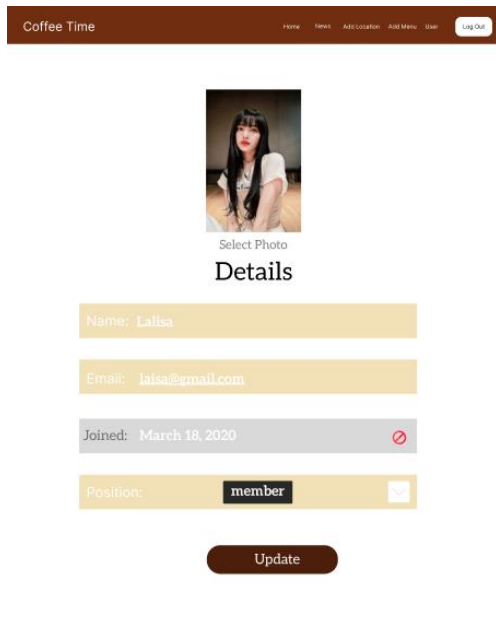 Coffee Time
Home News Add Location Add Menu User Log Out
Select Photo
Details
Name: Lalisa
Email: laisa@gmail.com
Joined: March 18, 2020
Position: member
Update